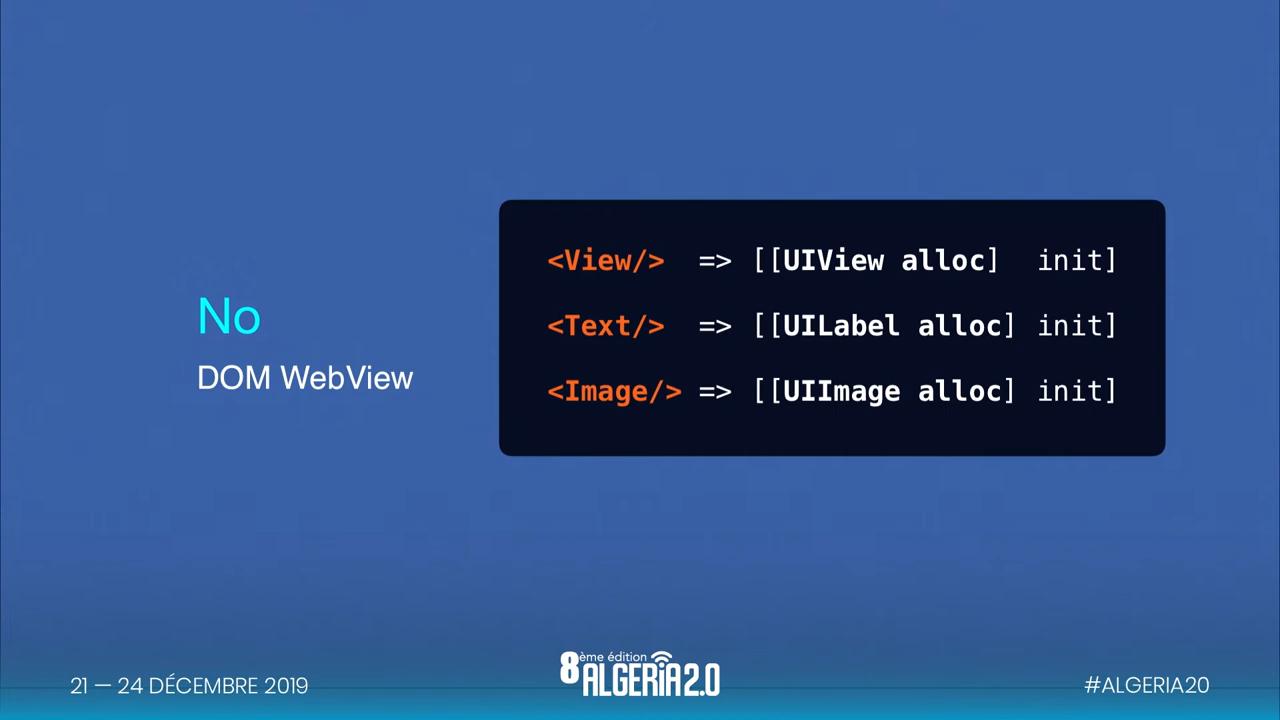 No
DOM WebView
<View/> => [[UIView alloc] init]
<Text/> => [[UILabel alloc] init]
<Image/> => [[UIImage alloc] init]
21 — 24 DÉCEMBRE 2019
8ème édition
ALGERiA2.0
#ALGERIA20